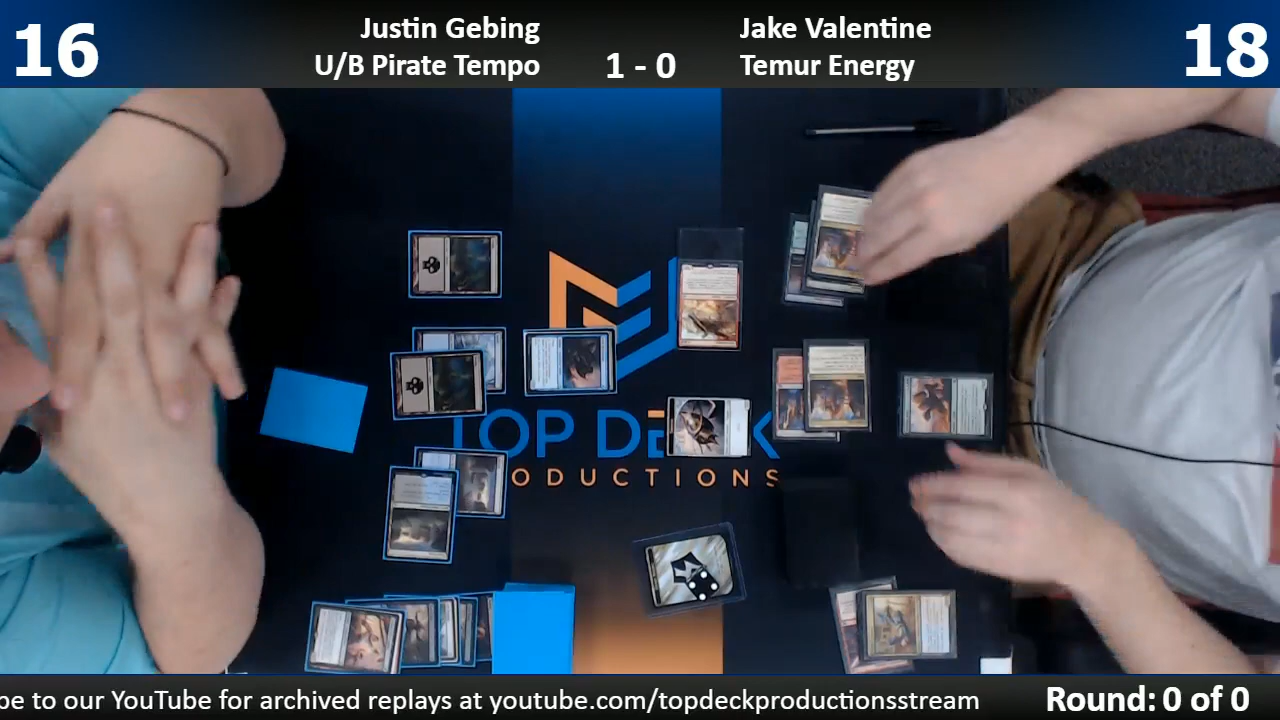 16
Justin Gebing
U/B Pirate Tempo
1 - 0
Jake Valentine
Temur Energy
18
TOP DECK
ODUCTIONS
be to our YouTube for archived replays at youtube.com/topdeckproductionsstream
Round: 0 of 0